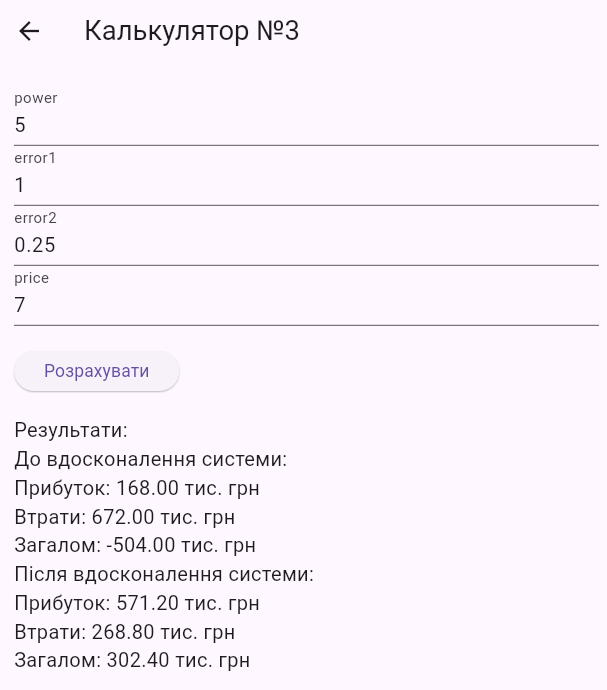 Калькулятор №3
power
5
error1
1
error2
0.25
price
7
Розрахувати
Результати:
До вдосконалення системи:
Прибуток: 168.00 тис. грн
Втрати: 672.00 тис. грн
Загалом: -504.00 тис. грн
Після вдосконалення системи:
Прибуток: 571.20 тис. грн
Втрати: 268.80 тис. грн
Загалом: 302.40 тис. грн